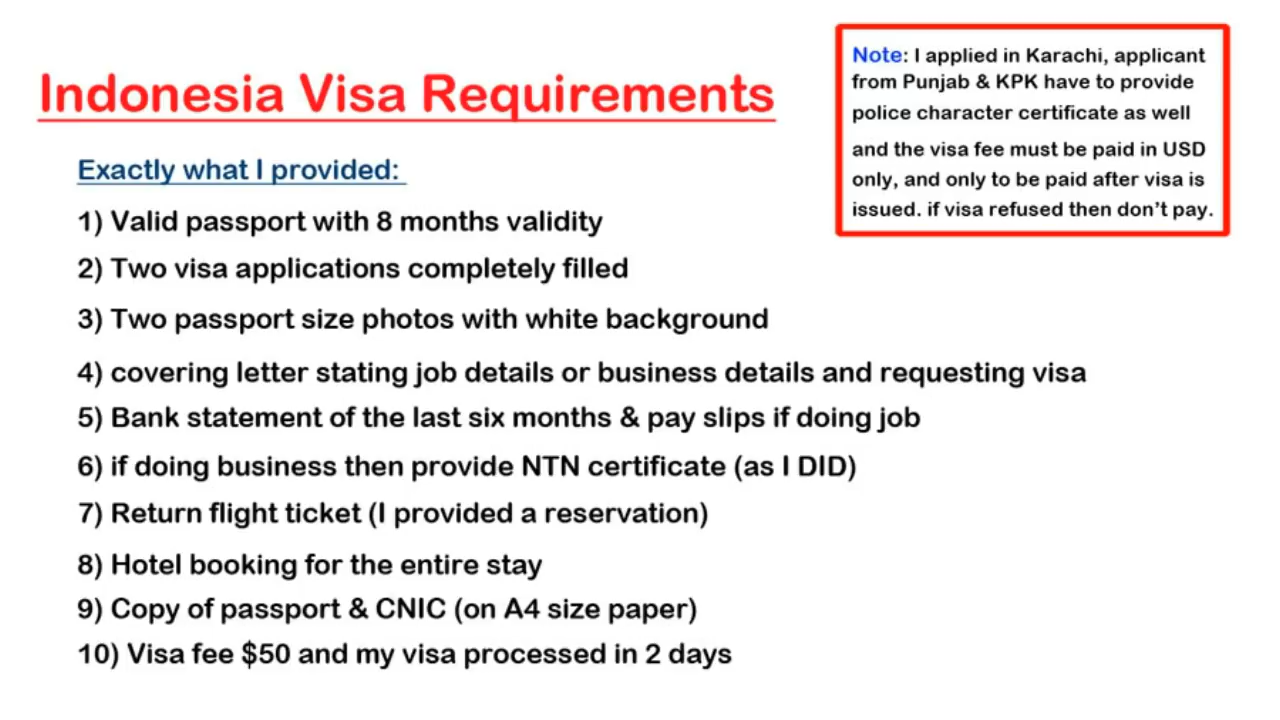 Indonesia Visa Requirements
Note: I applied in Karachi, applicant
from Punjab & KPK have to provide
police character certificate as well
and the visa fee must be paid in USD
only, and only to be paid after visa is
issued. if visa refused then don't pay.
Exactly what I provided:
1) Valid passport with 8 months validity
2) Two visa applications completely filled
3) Two passport size photos with white background
4) covering letter stating job details or business details and requesting visa
5) Bank statement of the last six months & pay slips if doing job
6) if doing business then provide NTN certificate (as I DID)
7) Return flight ticket (I provided a reservation)
8) Hotel booking for the entire stay
9) Copy of passport & CNIC (on A4 size paper)
10) Visa fee $50 and my visa processed in 2 days